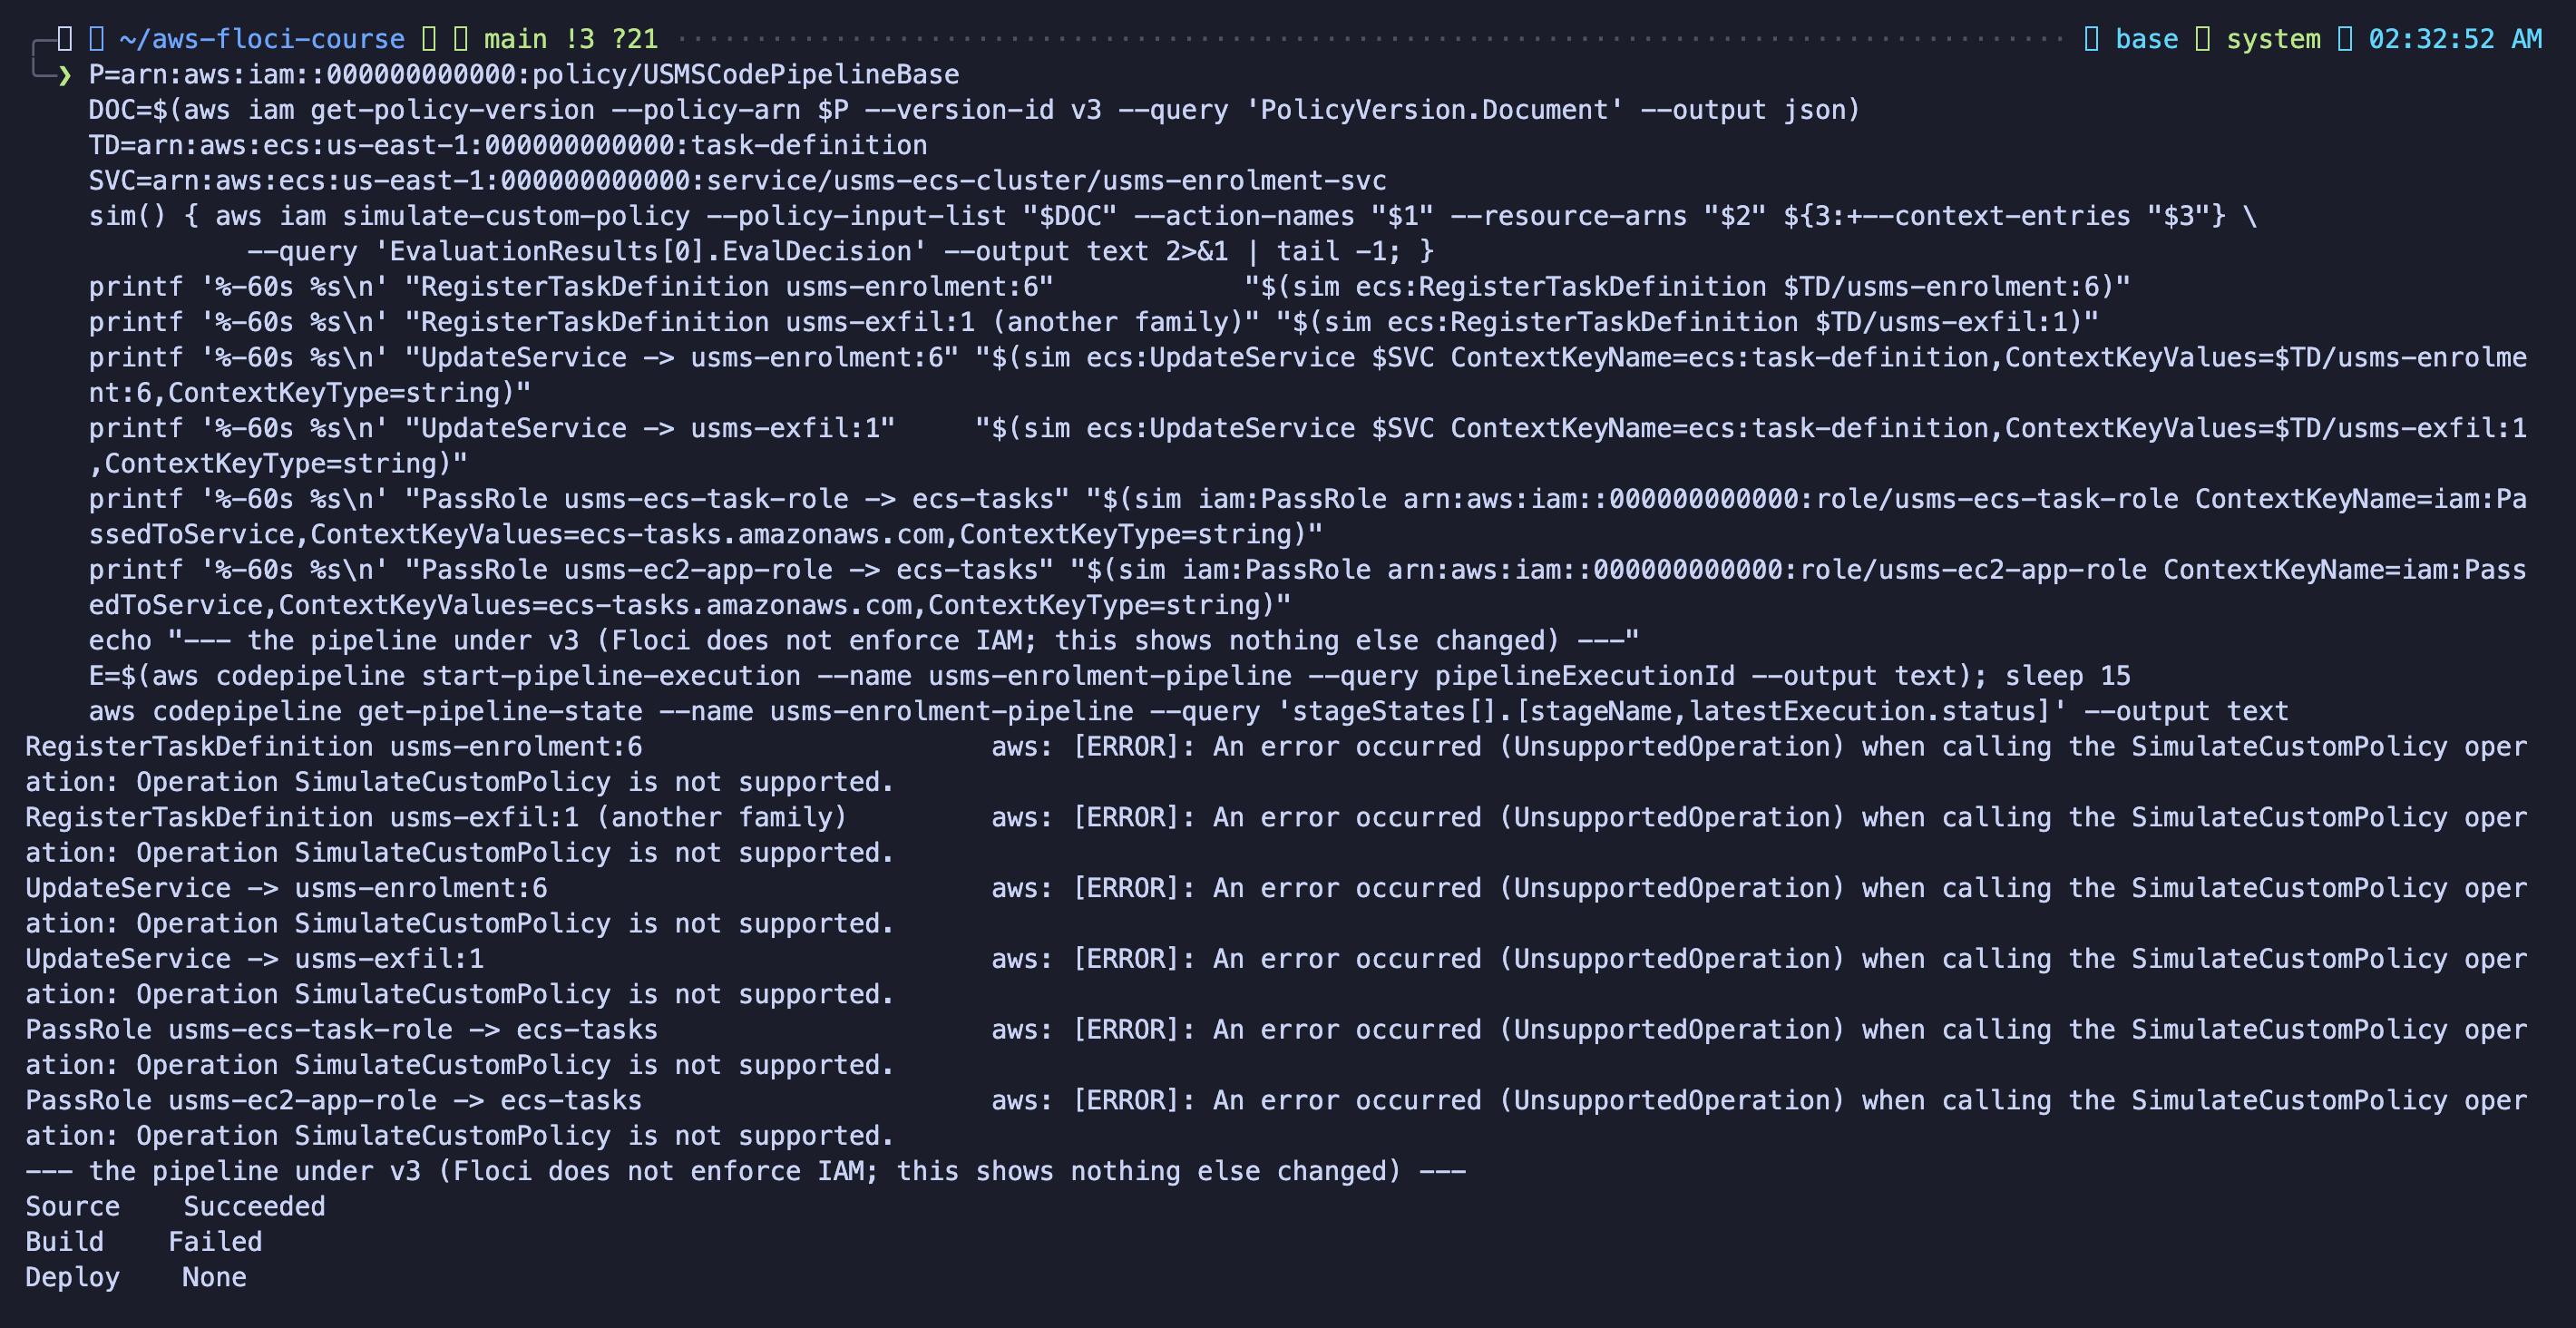 ~/aws-floci-course main !3 ?21 base system 02:32:52 AM
❯ P=arn:aws:iam::000000000000:policy/USMSCodePipelineBase
DOC=$(aws iam get-policy-version --policy-arn $P --version-id v3 --query 'PolicyVersion.Document' --output json)
TD=arn:aws:ecs:us-east-1:000000000000:task-definition
SVC=arn:aws:ecs:us-east-1:000000000000:service/usms-ecs-cluster/usms-enrolment-svc
sim() { aws iam simulate-custom-policy --policy-input-list "$DOC" --action-names "$1" --resource-arns "$2" ${3:+--context-entries "$3"} \
--query 'EvaluationResults[0].EvalDecision' --output text 2>&1 | tail -1; }
printf '%-60s %s\n' "RegisterTaskDefinition usms-enrolment:6" "$(sim ecs:RegisterTaskDefinition $TD/usms-enrolment:6)"
printf '%-60s %s\n' "RegisterTaskDefinition usms-exfil:1 (another family)" "$(sim ecs:RegisterTaskDefinition $TD/usms-exfil:1)"
printf '%-60s %s\n' "UpdateService -> usms-enrolment:6" "$(sim ecs:UpdateService $SVC ContextKeyName=ecs:task-definition,ContextKeyValues=$TD/usms-enrolme
nt:6,ContextKeyType=string)"
printf '%-60s %s\n' "UpdateService -> usms-exfil:1" "$(sim ecs:UpdateService $SVC ContextKeyName=ecs:task-definition,ContextKeyValues=$TD/usms-exfil:1
,ContextKeyType=string)"
printf '%-60s %s\n' "PassRole usms-ecs-task-role -> ecs-tasks" "$(sim iam:PassRole arn:aws:iam::000000000000:role/usms-ecs-task-role ContextKeyName=iam:Pa
ssedToService,ContextKeyValues=ecs-tasks.amazonaws.com,ContextKeyType=string)"
printf '%-60s %s\n' "PassRole usms-ec2-app-role -> ecs-tasks" "$(sim iam:PassRole arn:aws:iam::000000000000:role/usms-ec2-app-role ContextKeyName=iam:Pass
edToService,ContextKeyValues=ecs-tasks.amazonaws.com,ContextKeyType=string)"
echo "--- the pipeline under v3 (Floci does not enforce IAM; this shows nothing else changed) ---"
E=$(aws codepipeline start-pipeline-execution --name usms-enrolment-pipeline --query pipelineExecutionId --output text); sleep 15
aws codepipeline get-pipeline-state --name usms-enrolment-pipeline --query 'stageStates[].[stageName,latestExecution.status]' --output text
RegisterTaskDefinition usms-enrolment:6 aws: [ERROR]: An error occurred (UnsupportedOperation) when calling the SimulateCustomPolicy oper
ation: Operation SimulateCustomPolicy is not supported.
RegisterTaskDefinition usms-exfil:1 (another family) aws: [ERROR]: An error occurred (UnsupportedOperation) when calling the SimulateCustomPolicy oper
ation: Operation SimulateCustomPolicy is not supported.
UpdateService -> usms-enrolment:6 aws: [ERROR]: An error occurred (UnsupportedOperation) when calling the SimulateCustomPolicy oper
ation: Operation SimulateCustomPolicy is not supported.
UpdateService -> usms-exfil:1 aws: [ERROR]: An error occurred (UnsupportedOperation) when calling the SimulateCustomPolicy oper
ation: Operation SimulateCustomPolicy is not supported.
PassRole usms-ecs-task-role -> ecs-tasks aws: [ERROR]: An error occurred (UnsupportedOperation) when calling the SimulateCustomPolicy oper
ation: Operation SimulateCustomPolicy is not supported.
PassRole usms-ec2-app-role -> ecs-tasks aws: [ERROR]: An error occurred (UnsupportedOperation) when calling the SimulateCustomPolicy oper
ation: Operation SimulateCustomPolicy is not supported.
--- the pipeline under v3 (Floci does not enforce IAM; this shows nothing else changed) ---
Source Succeeded
Build Failed
Deploy None